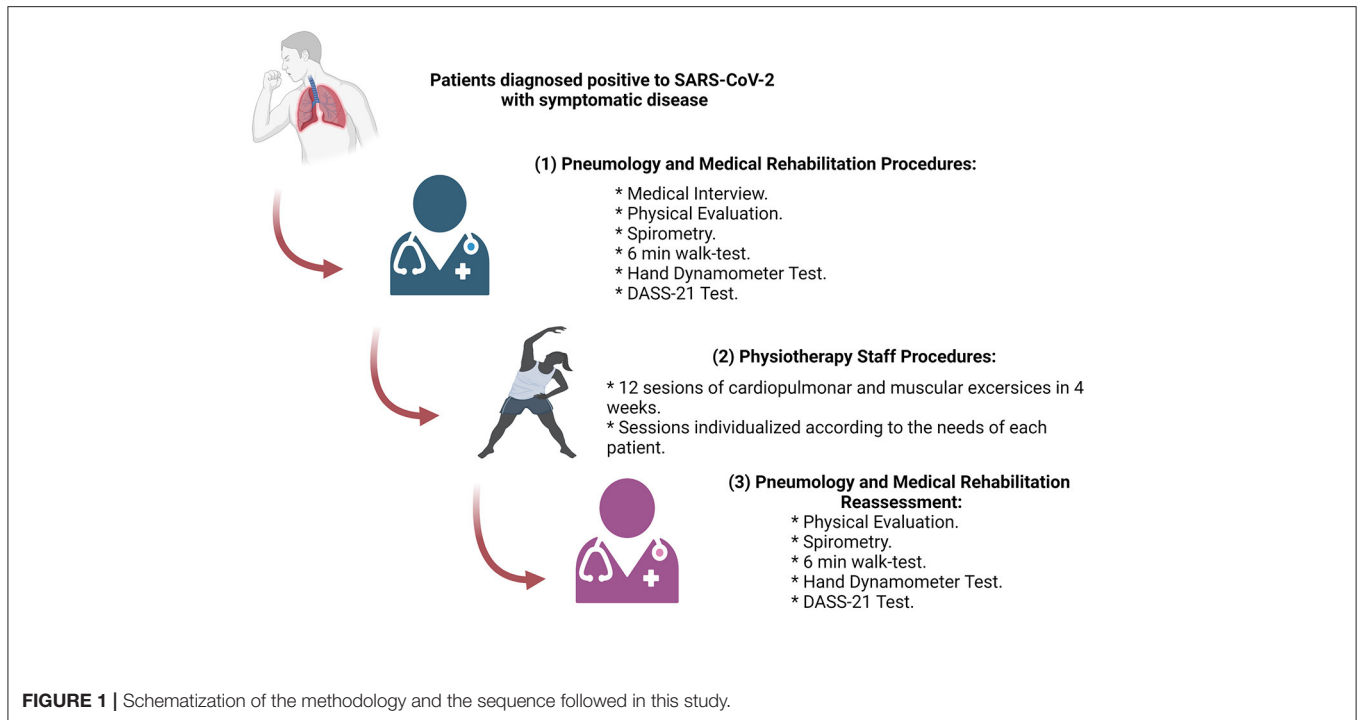 Patients diagnosed positive to SARS-CoV-2
with symptomatic disease
(1) Pneumology and Medical Rehabilitation Procedures:
* Medical Interview.
* Physical Evaluation.
* Spirometry.
* 6 min walk-test.
* Hand Dynamometer Test.
* DASS-21 Test.
(2) Physiotherapy Staff Procedures:
* 12 sesions of cardiopulmonar and muscular excersices in 4
weeks.
* Sessions individualized according to the needs of each
patient.
(3) Pneumology and Medical Rehabilitation
Reassessment:
* Physical Evaluation.
* Spirometry.
* 6 min walk-test.
* Hand Dynamometer Test.
* DASS-21 Test.
FIGURE 1 | Schematization of the methodology and the sequence followed in this study.